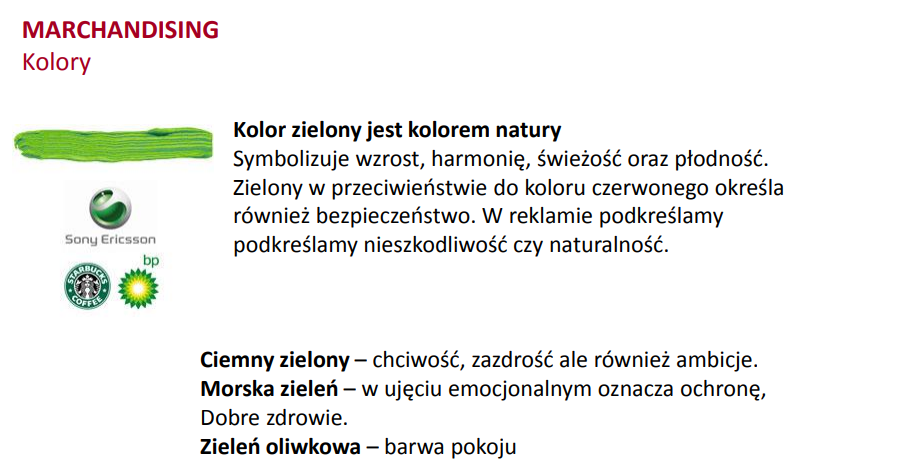 MARCHANDISING
Kolory
Kolor zielony jest kolorem natury
Symbolizuje wzrost, harmonię, świeżość oraz płodność.
Zielony w przeciwieństwie do koloru czerwonego określa
również bezpieczeństwo. W reklamie podkreślamy
podkreślamy nieszkodliwość czy naturalność.
Sony Ericsson
STARBUCKS
COFFEE
bp
Ciemny zielony – chciwość, zazdrość ale również ambicje.
Morska zieleń – w ujęciu emocjonalnym oznacza ochronę,
Dobre zdrowie.
Zieleń oliwkowa – barwa pokoju